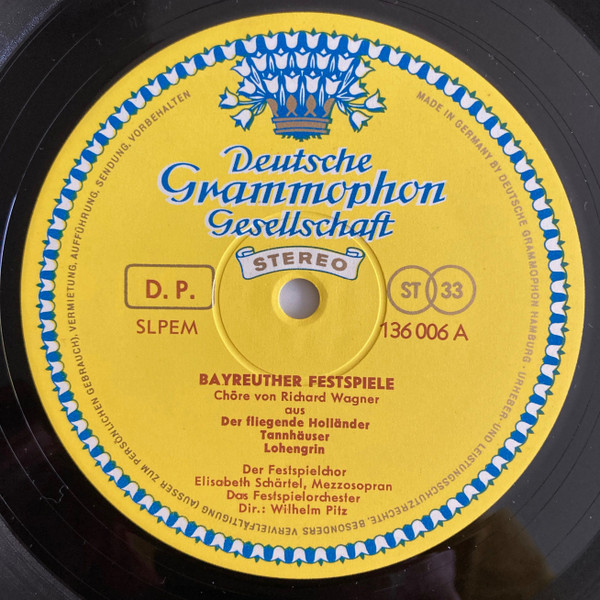 Deutsche
Grammophon
Gesellschaft
STEREO
D. P.
ST 33
SLPEM
136 006 A
BAYREUTHER FESTSPIELE
Chöre von Richard Wagner
aus
Der fliegende Holländer
Tannhäuser
Lohengrin
Der Festspielchor
Elisabeth Schärtel, Mezzosopran
Das Festspielorchester
Dir.: Wilhelm Pitz
MADE IN GERMANY BY DEUTSCHE GRAMMOPHON HAMBURG · URHEBER- UND LEISTUNGSSCHUTZRECHTE, BESONDERS VERVIELFÄLTIGUNG (AUSSER ZUM PERSÖNLICHEN GEBRAUCH), VERMIETUNG, AUFFÜHRUNG, SENDUNG, VORBEHALTEN